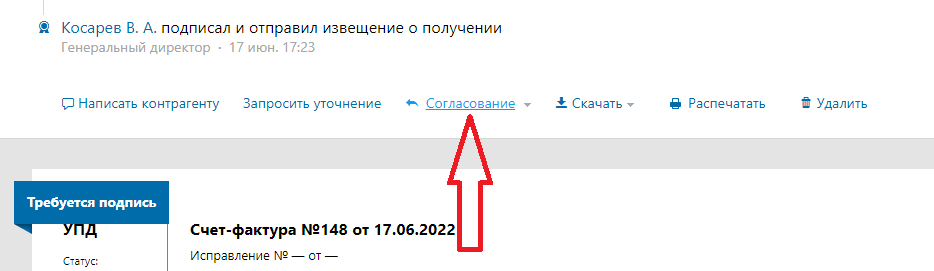 Косарев В. А. подписал и отправил извещение о получении
Генеральный директор · 17 июн. 17:23
Написать контрагенту Запросить уточнение Согласование Скачать Распечатать Удалить
Требуется подпись
УПД Счет-фактура №148 от 17.06.2022
Статус: Исправление № — от —